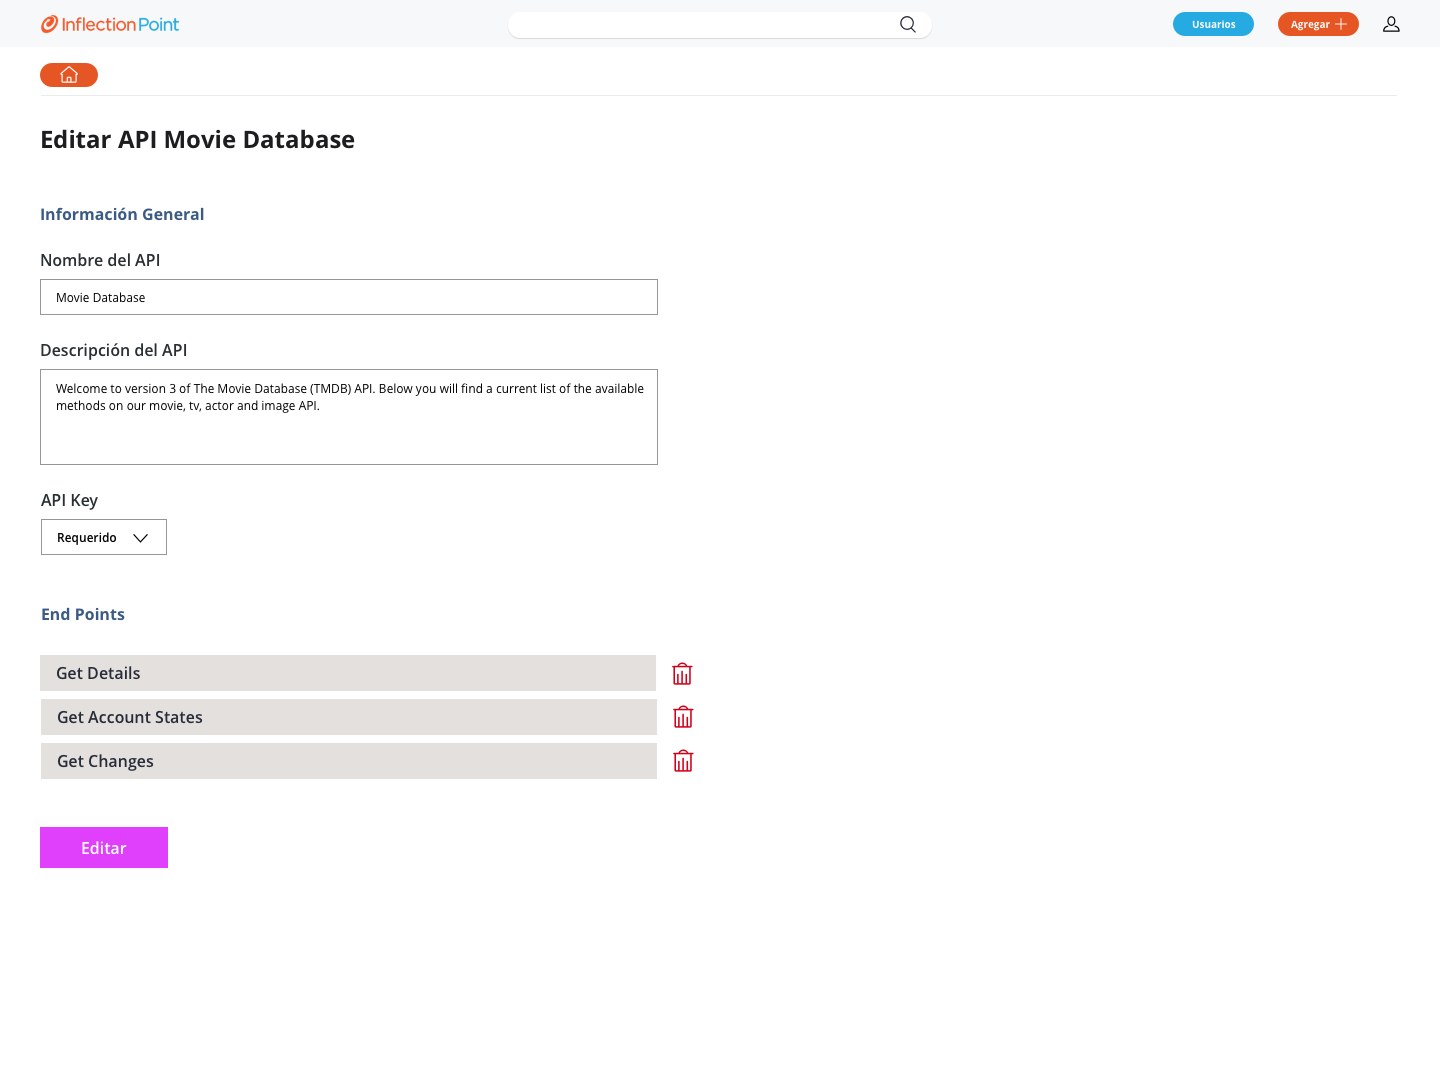 InflectionPoint
Usuarios
Agregar
Editar API Movie Database
Información General
Nombre del API
Movie Database
Descripción del API
Welcome to version 3 of The Movie Database (TMDB) API. Below you will find a current list of the available
methods on our movie, tv, actor and image API.
API Key
Requerido
End Points
Get Details
Get Account States
Get Changes
Editar